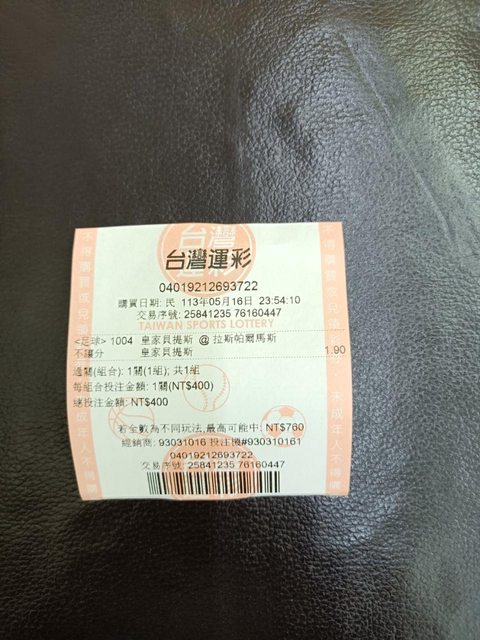 台灣運彩
04019212693722
購買日期: 民 113年05月16日 23:54:10
交易序號: 25841235 76160447
TAIWAN SPORTS LOTTERY
<足球> 1004 皇家貝提斯 @ 拉斯帕爾馬斯
不讓分 皇家貝提斯 1.90
過關(組合): 1關(1組); 共1組
每組合投注金額: 1關(NT$400)
總投注金額: NT$400
若全數為不同玩法,最高可能中: NT$760
經銷商: 93031016 投注機#930310161
04019212693722
交易序號: 25841235 76160447